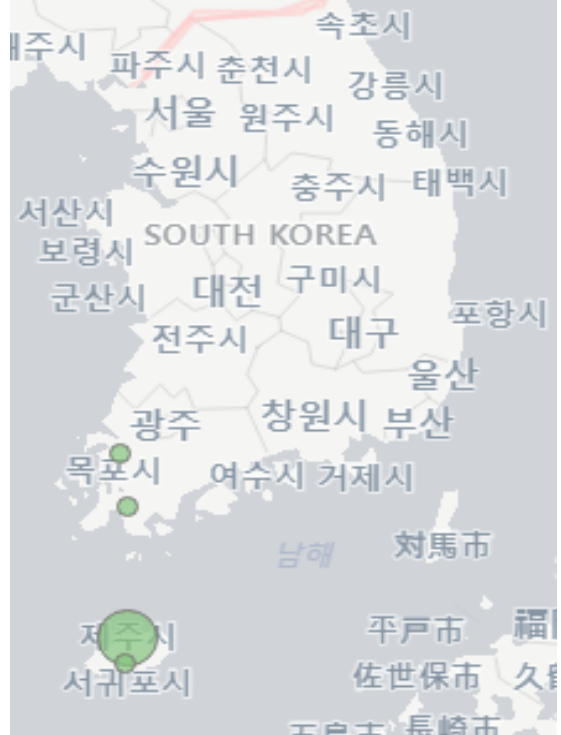 속초시
파주시 춘천시
강릉시
서울 원주시
동해시
수원시
충주시 태백시
서산시
SOUTH KOREA
보령시
대전 구미시
군산시
포항시
전주시 대구
울산
광주 창원시 부산
목포시 여수시 거제시
남해
対馬市
제주시
平戸市
서귀포시
佐世保市
長崎市